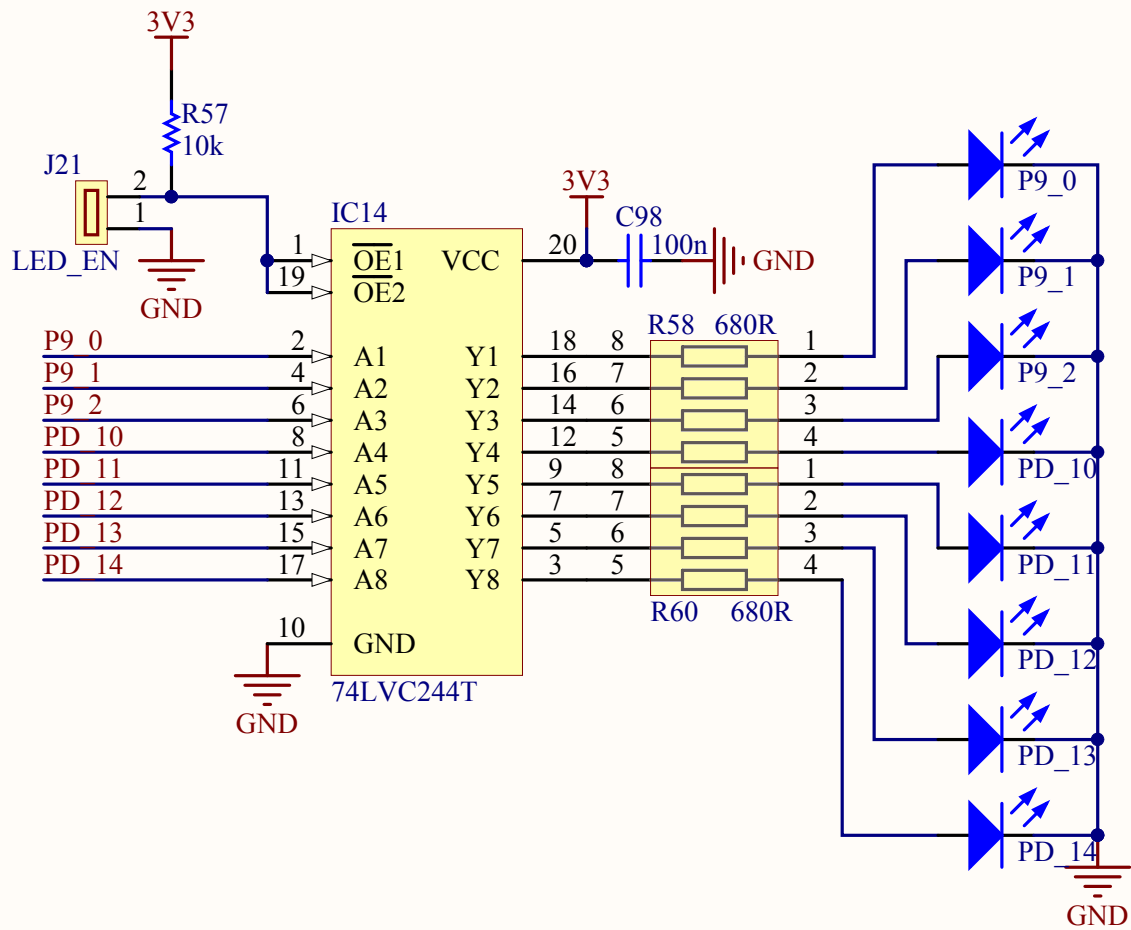 3V3
R57
10k
J21
2
1
LED_EN
GND
IC14
1
19
OE1
OE2
VCC
20
3V3
C98
100n
GND
P9_0
P9_1
P9_2
PD_10
PD_11
PD_12
PD_13
PD_14
2
4
6
8
11
13
15
17
A1
A2
A3
A4
A5
A6
A7
A8
Y1
Y2
Y3
Y4
Y5
Y6
Y7
Y8
18
16
14
12
9
7
5
3
8
7
6
5
8
7
6
5
R58 680R
R60 680R
1
2
3
4
1
2
3
4
10
GND
GND
74LVC244T
P9_0
P9_1
P9_2
PD_10
PD_11
PD_12
PD_13
PD_14
GND